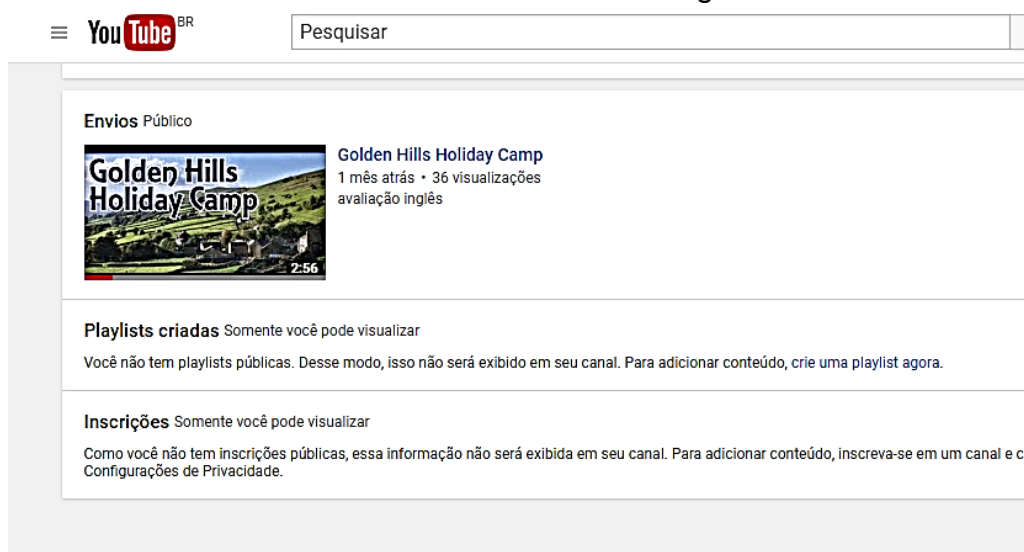 YouTube BR
Pesquisar
Envios Público
Golden Hills
Holiday Camp
2:56
Golden Hills Holiday Camp
1 mês atrás • 36 visualizações
avaliação inglês
Playlists criadas Somente você pode visualizar
Você não tem playlists públicas. Desse modo, isso não será exibido em seu canal. Para adicionar conteúdo, crie uma playlist agora.
Inscrições Somente você pode visualizar
Como você não tem inscrições públicas, essa informação não será exibida em seu canal. Para adicionar conteúdo, inscreva-se em um canal e c
Configurações de Privacidade.